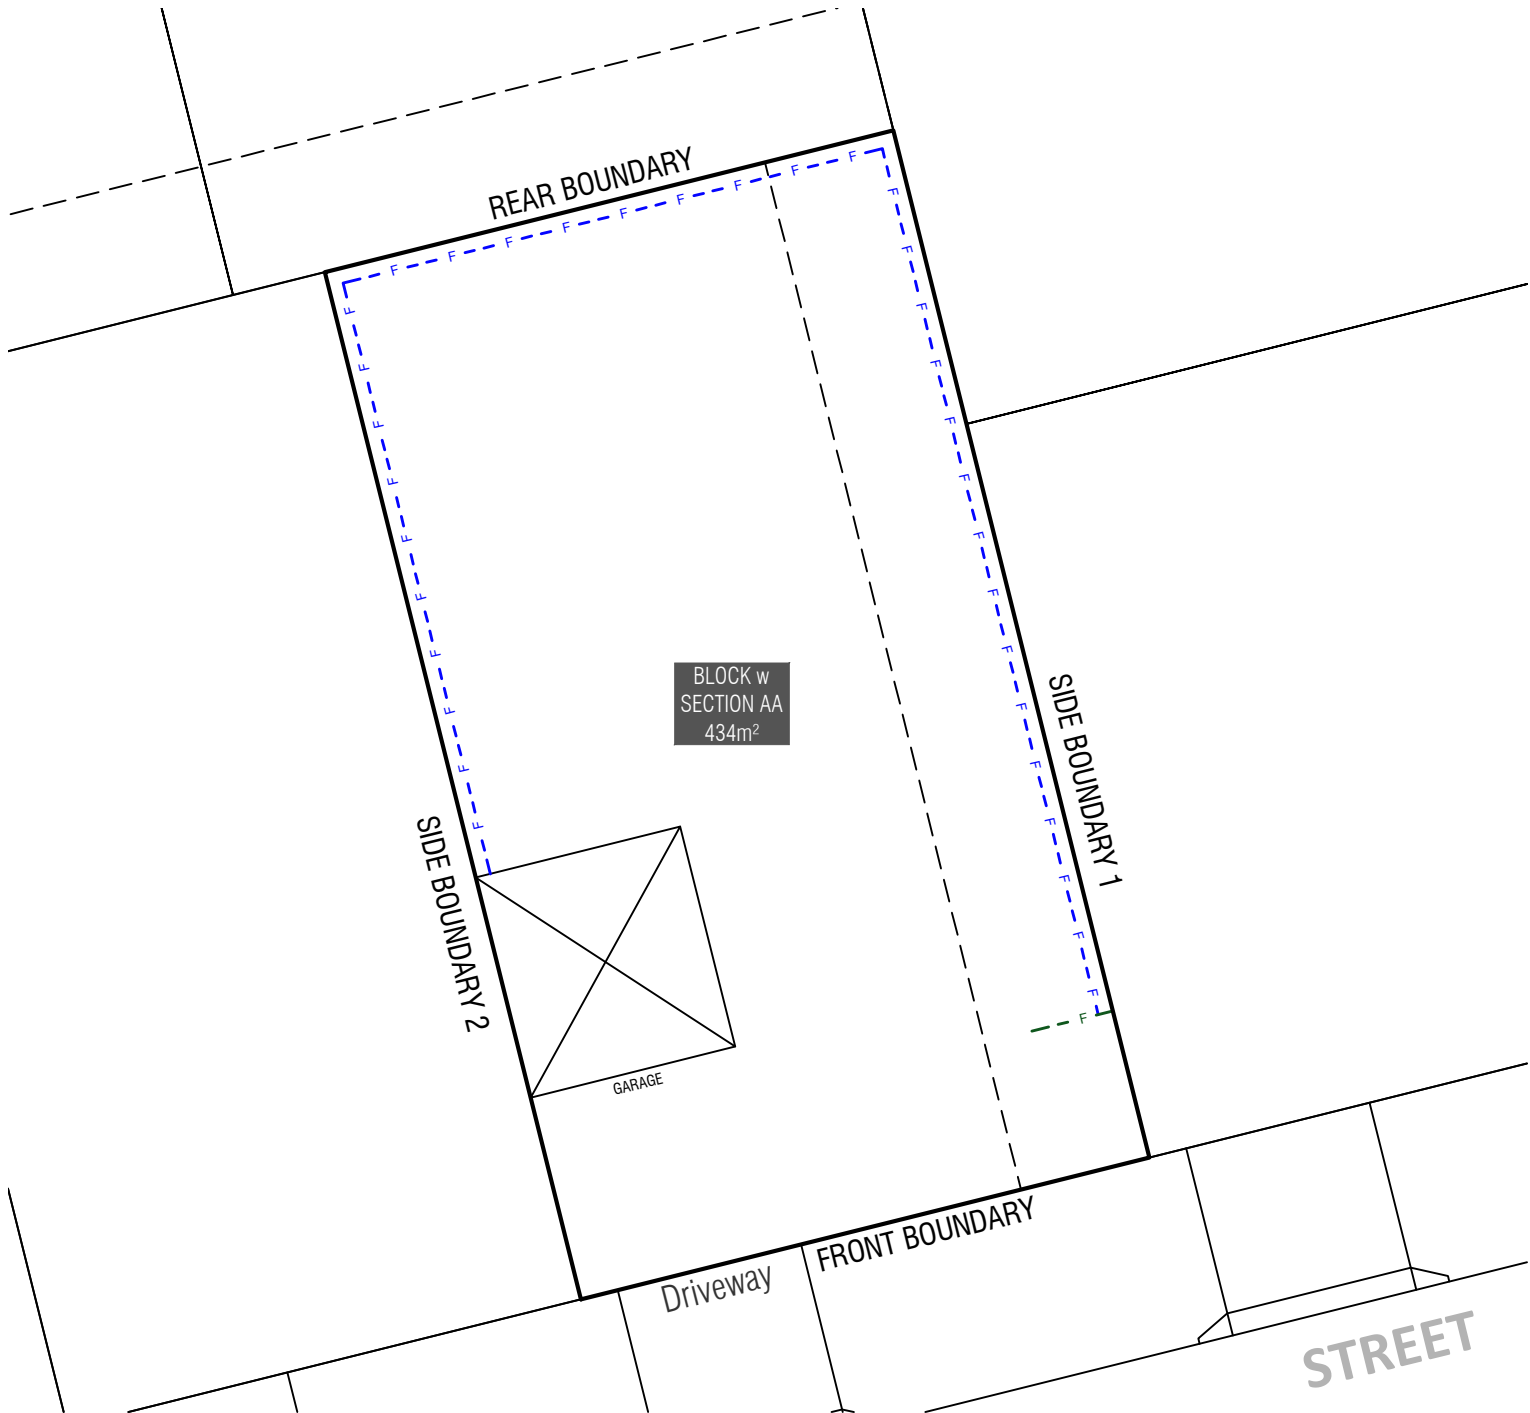 REAR BOUNDARY
F F F F F F F F F
F F F F F F F F F F
F F F F F F F F F F F F F F F
BLOCK w
SECTION AA
434m²
SIDE BOUNDARY 1
SIDE BOUNDARY 2
F
GARAGE
FRONT BOUNDARY
Driveway
STREET